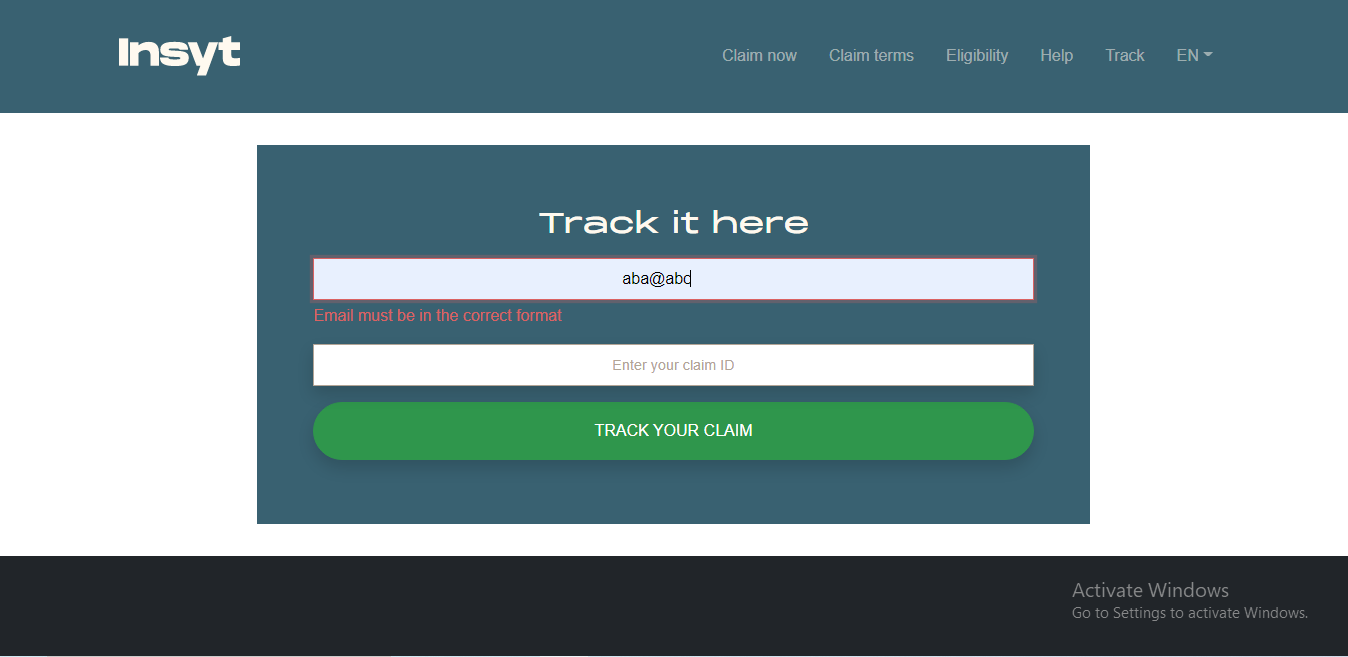 Insyt
Claim now Claim terms Eligibility Help Track EN
Track it here
aba@abc
Email must be in the correct format
Enter your claim ID
TRACK YOUR CLAIM
Activate Windows
Go to Settings to activate Windows.